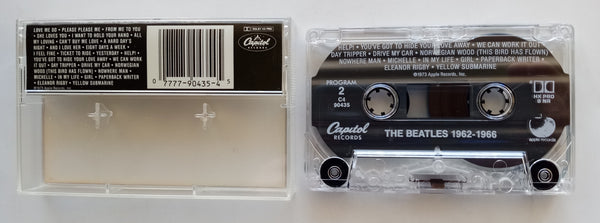 LOVE ME DO • PLEASE PLEASE ME • FROM ME TO YOU
SHE LOVES YOU • I WANT TO HOLD YOUR HAND • ALL
MY LOVING • CAN'T BUY ME LOVE • A HARD DAY'S
NIGHT • AND I LOVE HER • EIGHT DAYS A WEEK •
I FEEL FINE • TICKET TO RIDE • YESTERDAY • HELP! •
YOU'VE GOT TO HIDE YOUR LOVE AWAY • WE CAN WORK
IT OUT • DAY TRIPPER • DRIVE MY CAR • NORWEGIAN
WOOD (THIS BIRD HAS FLOWN) • NOWHERE MAN •
MICHELLE • IN MY LIFE • GIRL • PAPERBACK WRITER
ELEANOR RIGBY • YELLOW SUBMARINE
©1973 Apple Records, Inc.
Capitol
0 7777-90435-4 5
HELP! • YOU'VE GOT TO HIDE YOUR LOVE AWAY • WE CAN WORK IT OUT
DAY TRIPPER • DRIVE MY CAR • NORWEGIAN WOOD (THIS BIRD HAS FLOWN)
NOWHERE MAN • MICHELLE • IN MY LIFE • GIRL • PAPERBACK WRITER
ELEANOR RIGBY • YELLOW SUBMARINE
©1973 Apple Records, Inc.
PROGRAM
2
C4
90435
HX PRO
B NR
Capitol
RECORDS
THE BEATLES 1962-1966
apple records